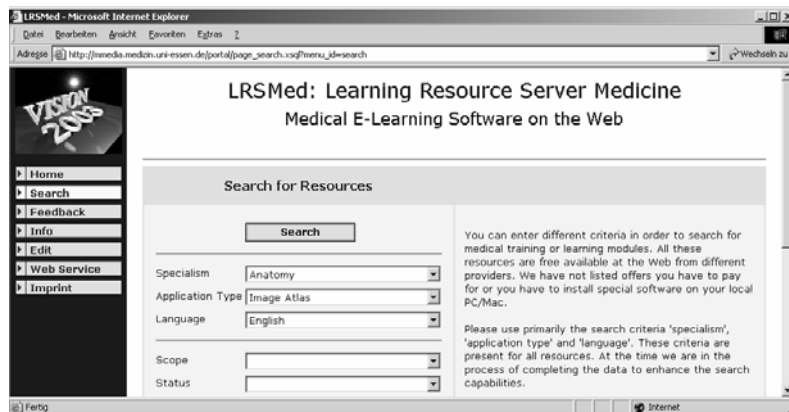 LRSMed - Microsoft Internet Explorer
Datei Bearbeiten Ansicht Favoriten Extras ?
Adresse http://mmedia.medizin.uni-essen.de/portal/page_search.xsql?menu_id=search Wechseln zu
VISION 2003
LRSMed: Learning Resource Server Medicine
Medical E-Learning Software on the Web
Home
Search
Feedback
Info
Edit
Web Service
Imprint
Search for Resources
Search
Specialism Anatomy
Application Type Image Atlas
Language English
Scope
Status
You can enter different criteria in order to search for
medical training or learning modules. All these
resources are free available at the Web from different
providers. We have not listed offers you have to pay
for or you have to install special software on your local
PC/Mac.
Please use primarily the search criteria 'specialism',
'application type' and 'language'. These criteria are
present for all resources. At the time we are in the
process of completing the data to enhance the search
capabilities.
Fertig Internet